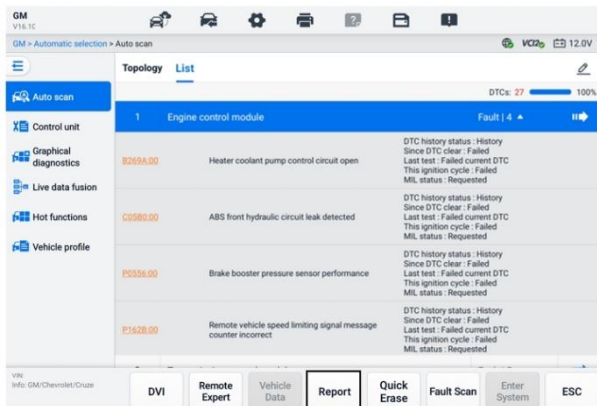 GM
V16.1C
GM > Automatic selection > Auto scan
VCI2
12.0V
Topology List
DTCs: 27
100%
Auto scan
Control unit
Graphical
diagnostics
Live data fusion
Hot functions
Vehicle profile
1 Engine control module Fault | 4
B269A:00
Heater coolant pump control circuit open
DTC history status : History
Since DTC clear : Failed
Last test : Failed current DTC
This ignition cycle : Failed
MIL status : Requested
C05B0:00
ABS front hydraulic circuit leak detected
DTC history status : History
Since DTC clear : Failed
Last test : Failed current DTC
This ignition cycle : Failed
MIL status : Requested
P0556:00
Brake booster pressure sensor performance
DTC history status : History
Since DTC clear : Failed
Last test : Failed current DTC
This ignition cycle : Failed
MIL status : Requested
P162B:00
Remote vehicle speed limiting signal message
counter incorrect
DTC history status : History
Since DTC clear : Failed
Last test : Failed current DTC
This ignition cycle : Failed
MIL status : Requested
VIN:
Info: GM/Chevrolet/Cruze
DVI
Remote
Expert
Vehicle
Data
Report
Quick
Erase
Fault Scan
Enter
System
ESC